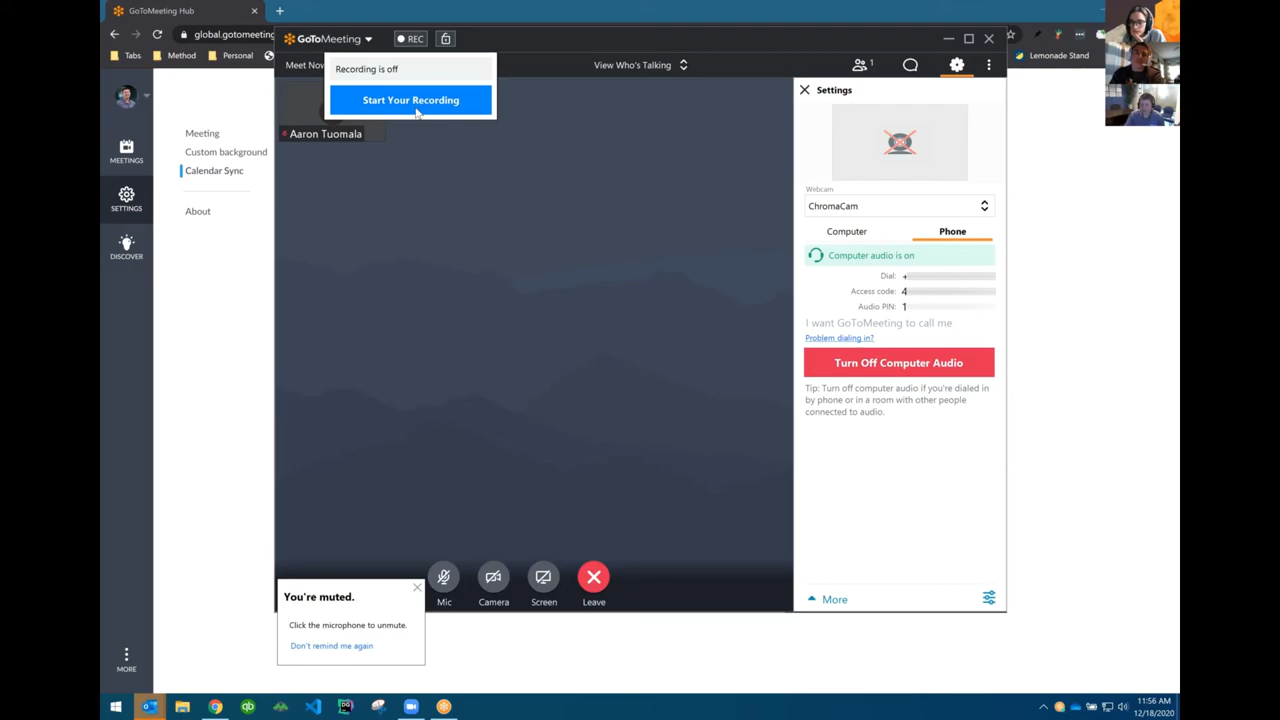 GoToMeeting Hub
global.gotomeeting
Tabs
Method
Personal
Lemonade Stand
GoToMeeting
REC
Meet Now
View Who's Talking
1
Recording is off
Start Your Recording
Aaron Tuomala
MEETINGS
SETTINGS
DISCOVER
MORE
Meeting
Custom background
Calendar Sync
About
Settings
Webcam
ChromaCam
Computer
Phone
Computer audio is on
Dial: +
Access code: 4
Audio PIN: 1
I want GoToMeeting to call me
Problem dialing in?
Turn Off Computer Audio
Tip: Turn off computer audio if you're dialed in
by phone or in a room with other people
connected to audio.
More
Mic
Camera
Screen
Leave
You're muted.
Click the microphone to unmute.
Don't remind me again
11:56 AM
12/18/2020